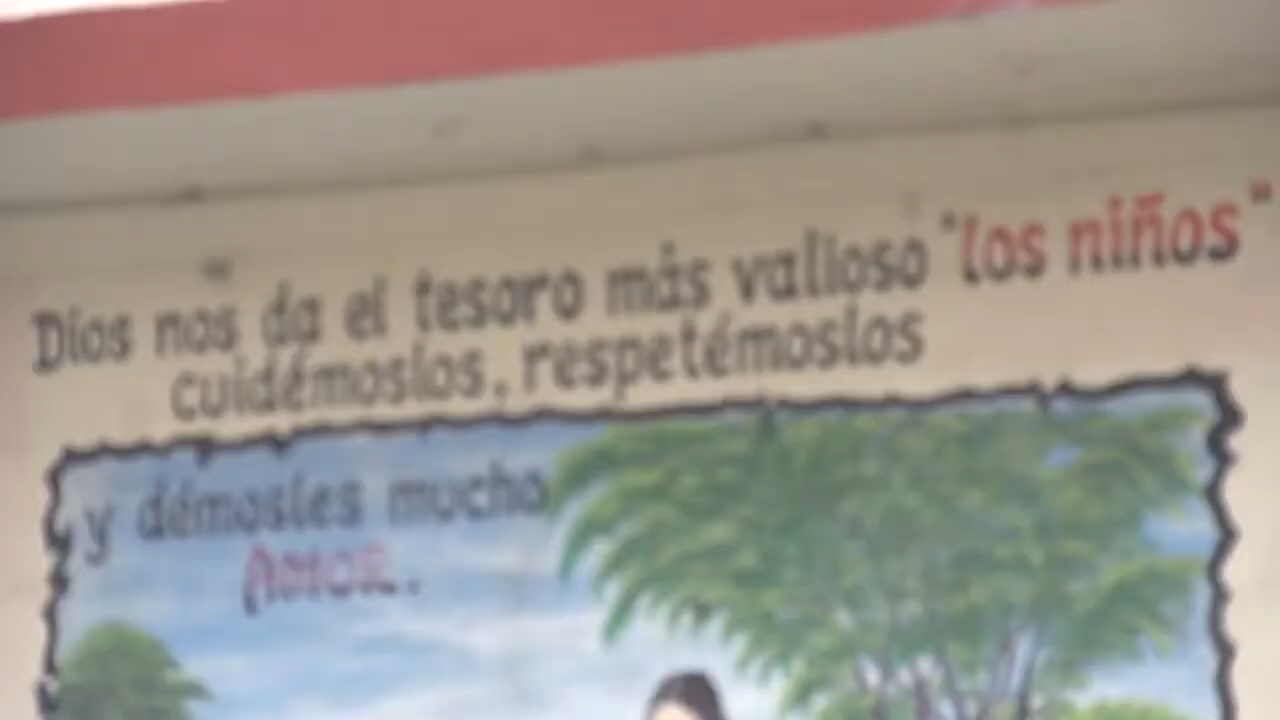 Dios nos da el tesoro más valioso "los niños"
cuidémoslos, respetémoslos
y démosles mucho
AMOR.